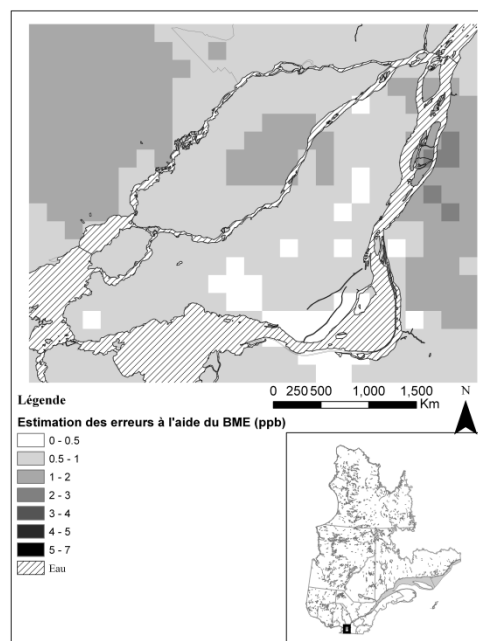 Légende
0 250 500 1,000 1,500
Km
N
Estimation des erreurs à l'aide du BME (ppb)
0 - 0.5
0.5 - 1
1 - 2
2 - 3
3 - 4
4 - 5
5 - 7
Eau